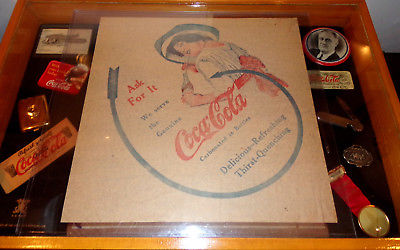 Ask
For It
We serve
the
Genuine
Coca-Cola
Carbonated in Bottles
Delicious-Refreshing
Thirst-Quenching
Coca-Cola
Coca-Cola